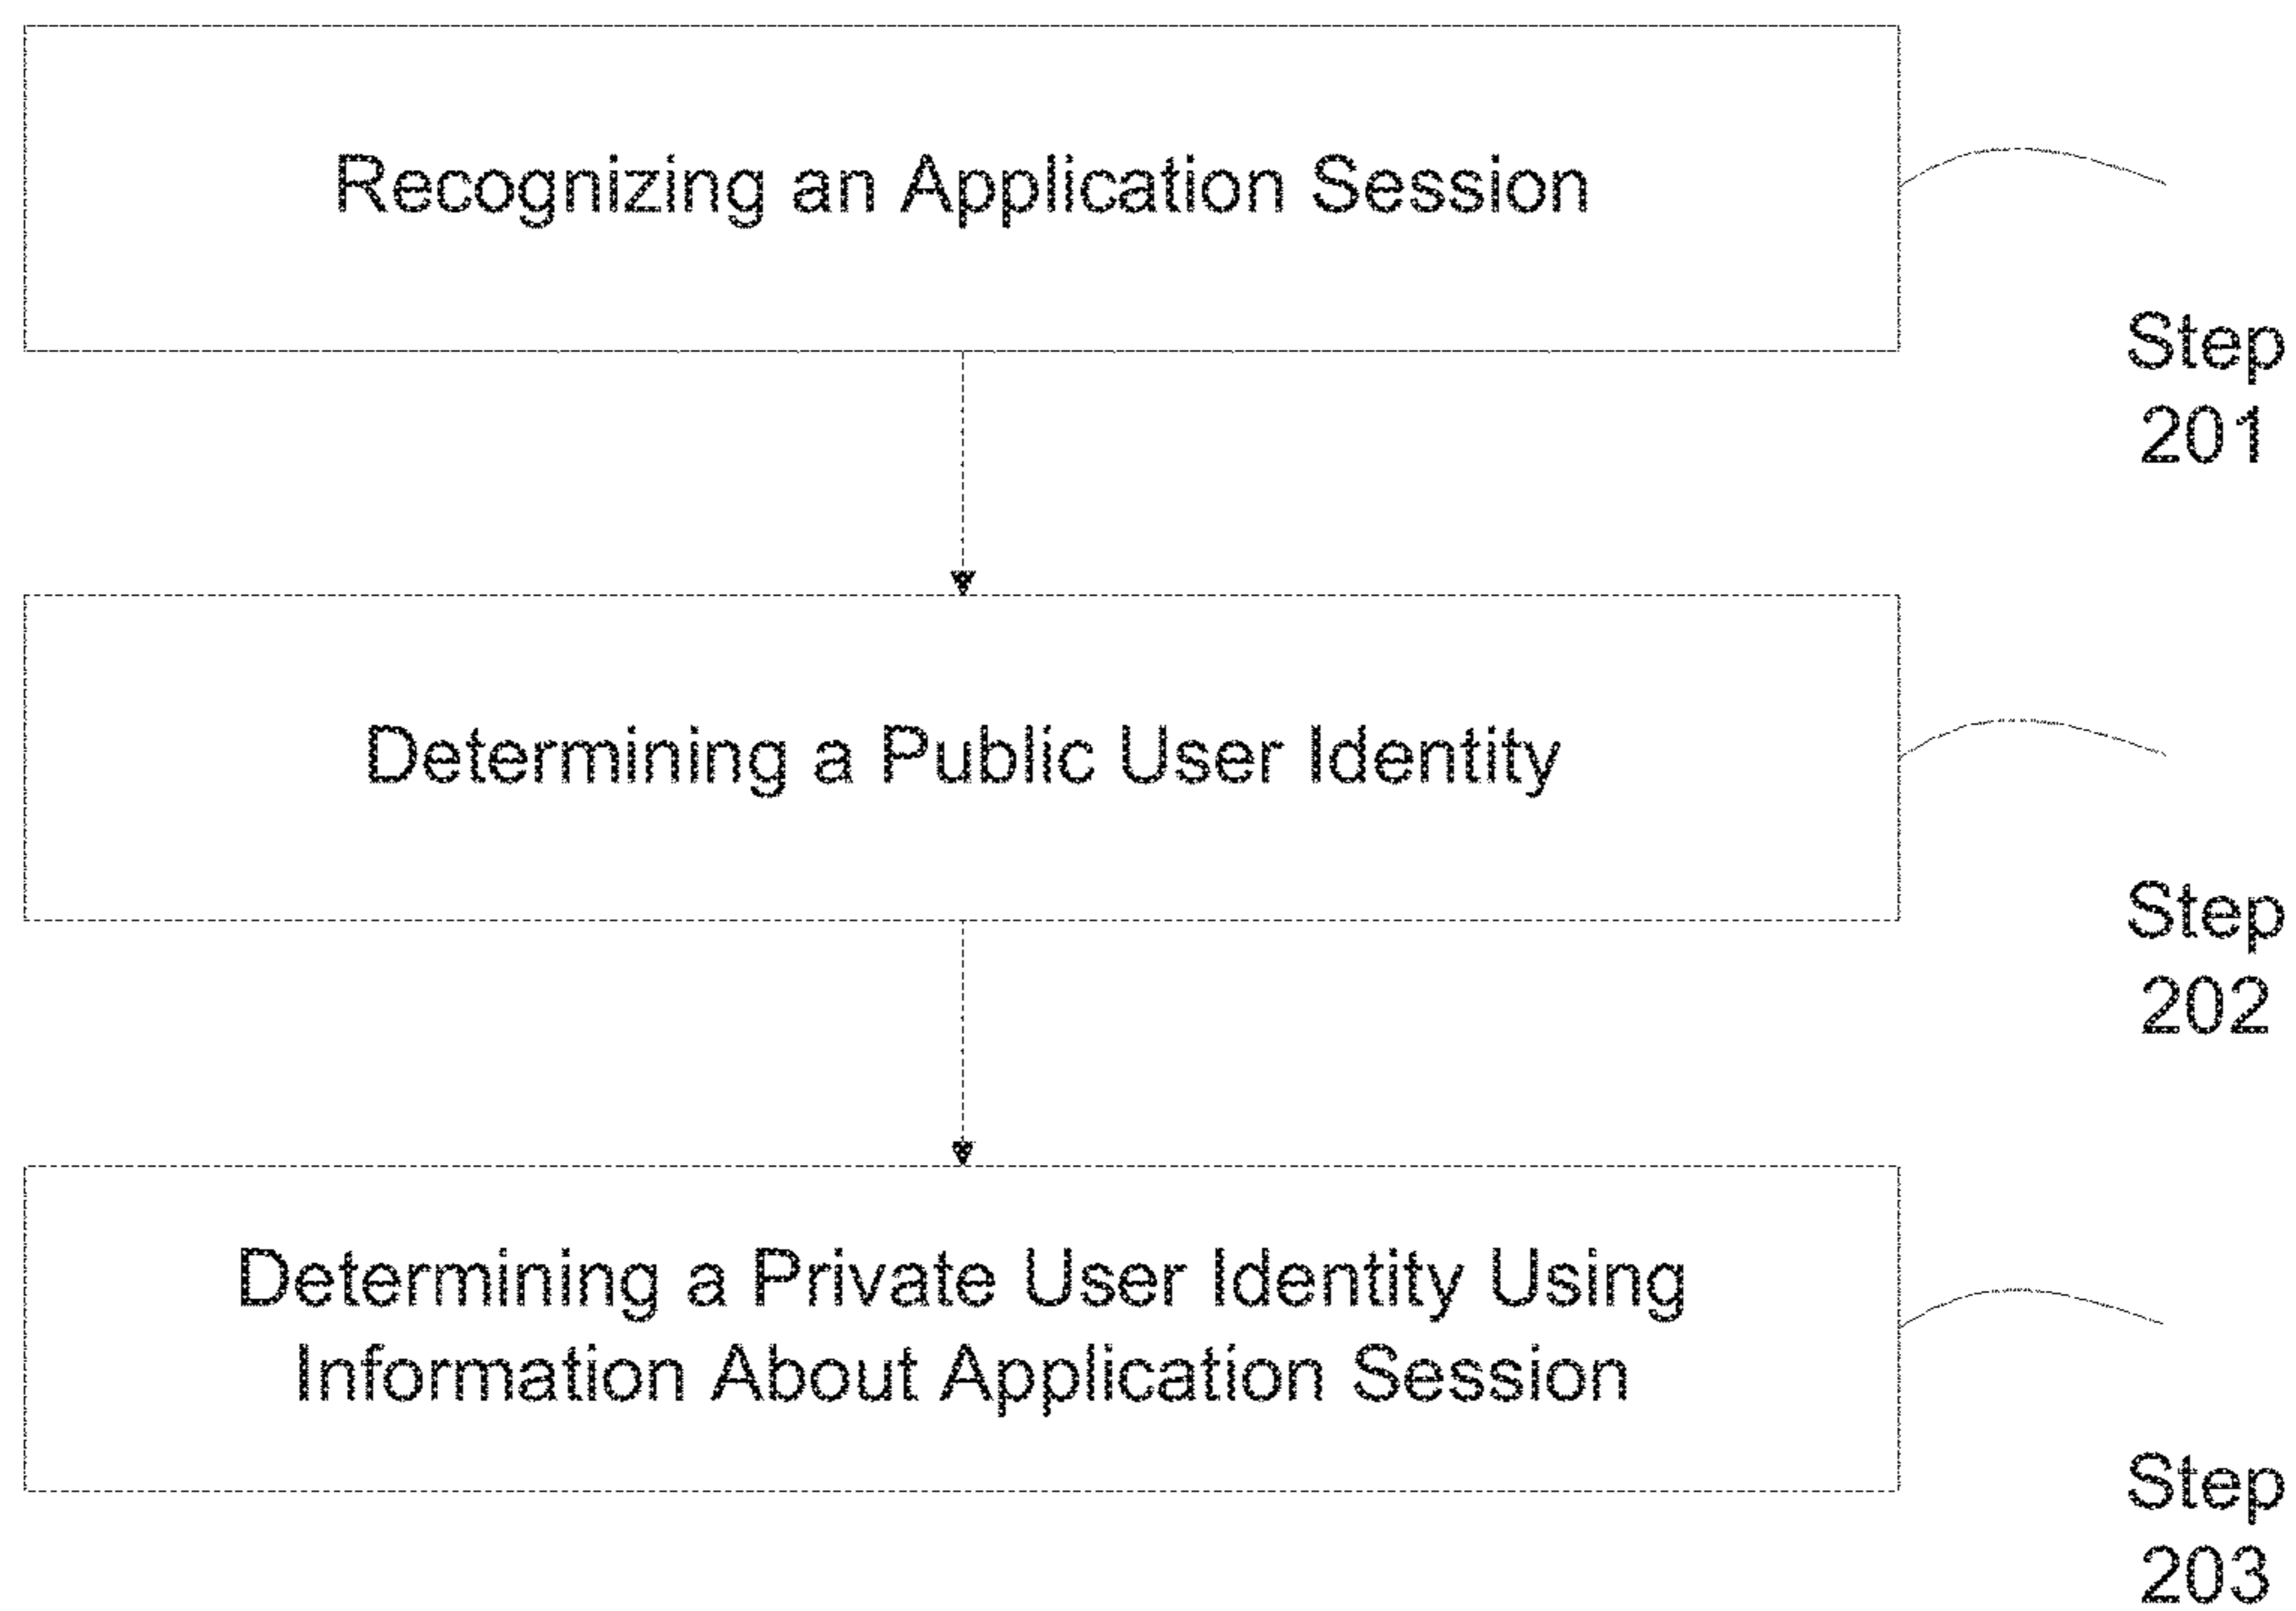 Recognizing an Application Session
Step
201
Determining a Public User Identity
Step
202
Determining a Private User Identity Using
Information About Application Session
Step
203